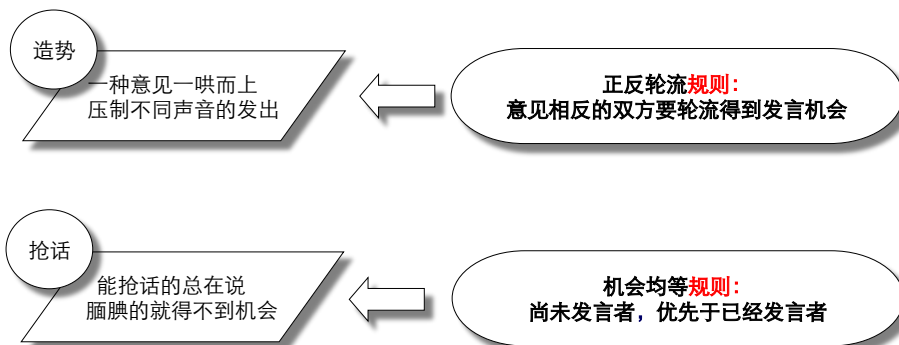 造势
一种意见一哄而上
压制不同声音的发出
正反轮流规则：
意见相反的双方要轮流得到发言机会
抢话
能抢话的总在说
腼腆的就得不到机会
机会均等规则：
尚未发言者，优先于已经发言者